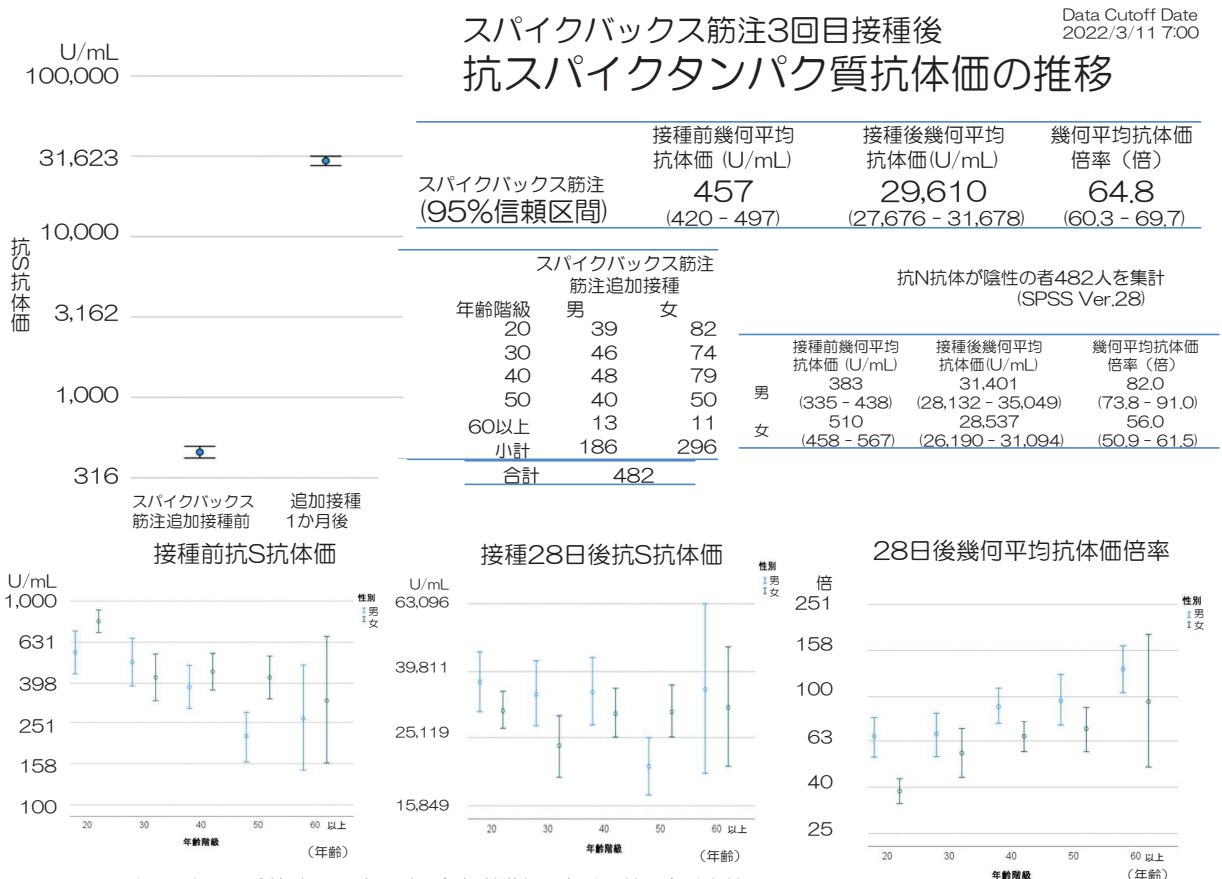 スパイクバックス筋注3回目接種後
抗スパイクタンパク質抗体価の推移
Data Cutoff Date
2022/3/11 7:00
U/mL
100,000
31,623
10,000
3,162
1,000
316
抗S抗体価
スパイクバックス
筋注追加接種前
追加接種
1か月後
接種前幾何平均 接種後幾何平均 幾何平均抗体価
抗体価 (U/mL) 抗体価(U/mL) 倍率（倍）
スパイクバックス筋注 457 29,610 64.8
(95%信頼区間) (420 - 497) (27,676 - 31,678) (60.3 - 69.7)
スパイクバックス筋注
筋注追加接種
年齢階級 男 女
20 39 82
30 46 74
40 48 79
50 40 50
60以上 13 11
小計 186 296
合計 482
抗N抗体が陰性の者482人を集計
(SPSS Ver.28)
接種前幾何平均 接種後幾何平均 幾何平均抗体価
抗体価 (U/mL) 抗体価(U/mL) 倍率（倍）
男 383 31,401 82.0
(335 - 438) (28,132 - 35,049) (73.8 - 91.0)
女 510 28,537 56.0
(458 - 567) (26,190 - 31,094) (50.9 - 61.5)
接種前抗S抗体価
U/mL
1,000
631
398
251
158
100
性別
男
女
20 30 40 50 60 以上
年齢階級
（年齢）
接種28日後抗S抗体価
U/mL
63,096
39,811
25,119
15,849
性別
男
女
20 30 40 50 60 以上
年齢階級
（年齢）
28日後幾何平均抗体価倍率
倍
251
158
100
63
40
25
性別
男
女
20 30 40 50 60 以上
年齢階級
（年齢）